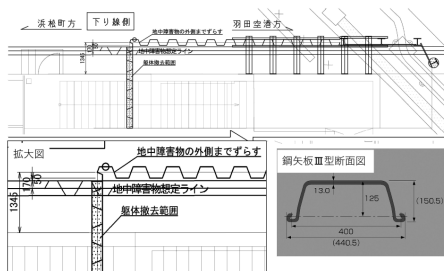 浜松町方
下り線側
羽田空港方
地中障害物の外側までずらす
170
50
1345
地中障害物想定ライン
躯体撤去範囲
拡大図
地中障害物の外側までずらす
170
50
地中障害物想定ライン
1345
躯体撤去範囲
鋼矢板Ⅲ型断面図
13.0
125
(150.5)
400
(440.5)